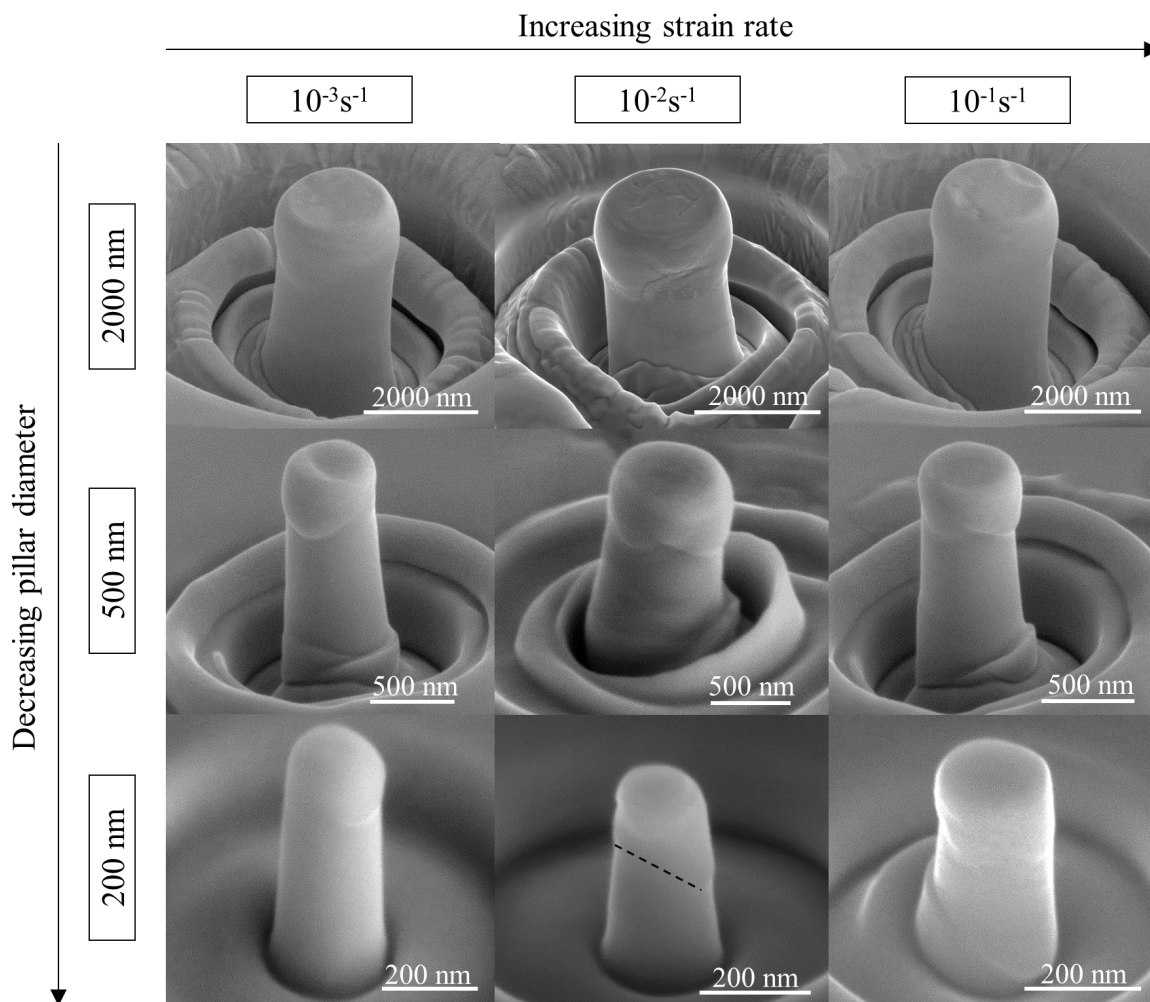 Increasing strain rate
10⁻³s⁻¹
10⁻²s⁻¹
10⁻¹s⁻¹
Decreasing pillar diameter
2000 nm
2000 nm
2000 nm
2000 nm
500 nm
500 nm
500 nm
500 nm
200 nm
200 nm
200 nm
200 nm